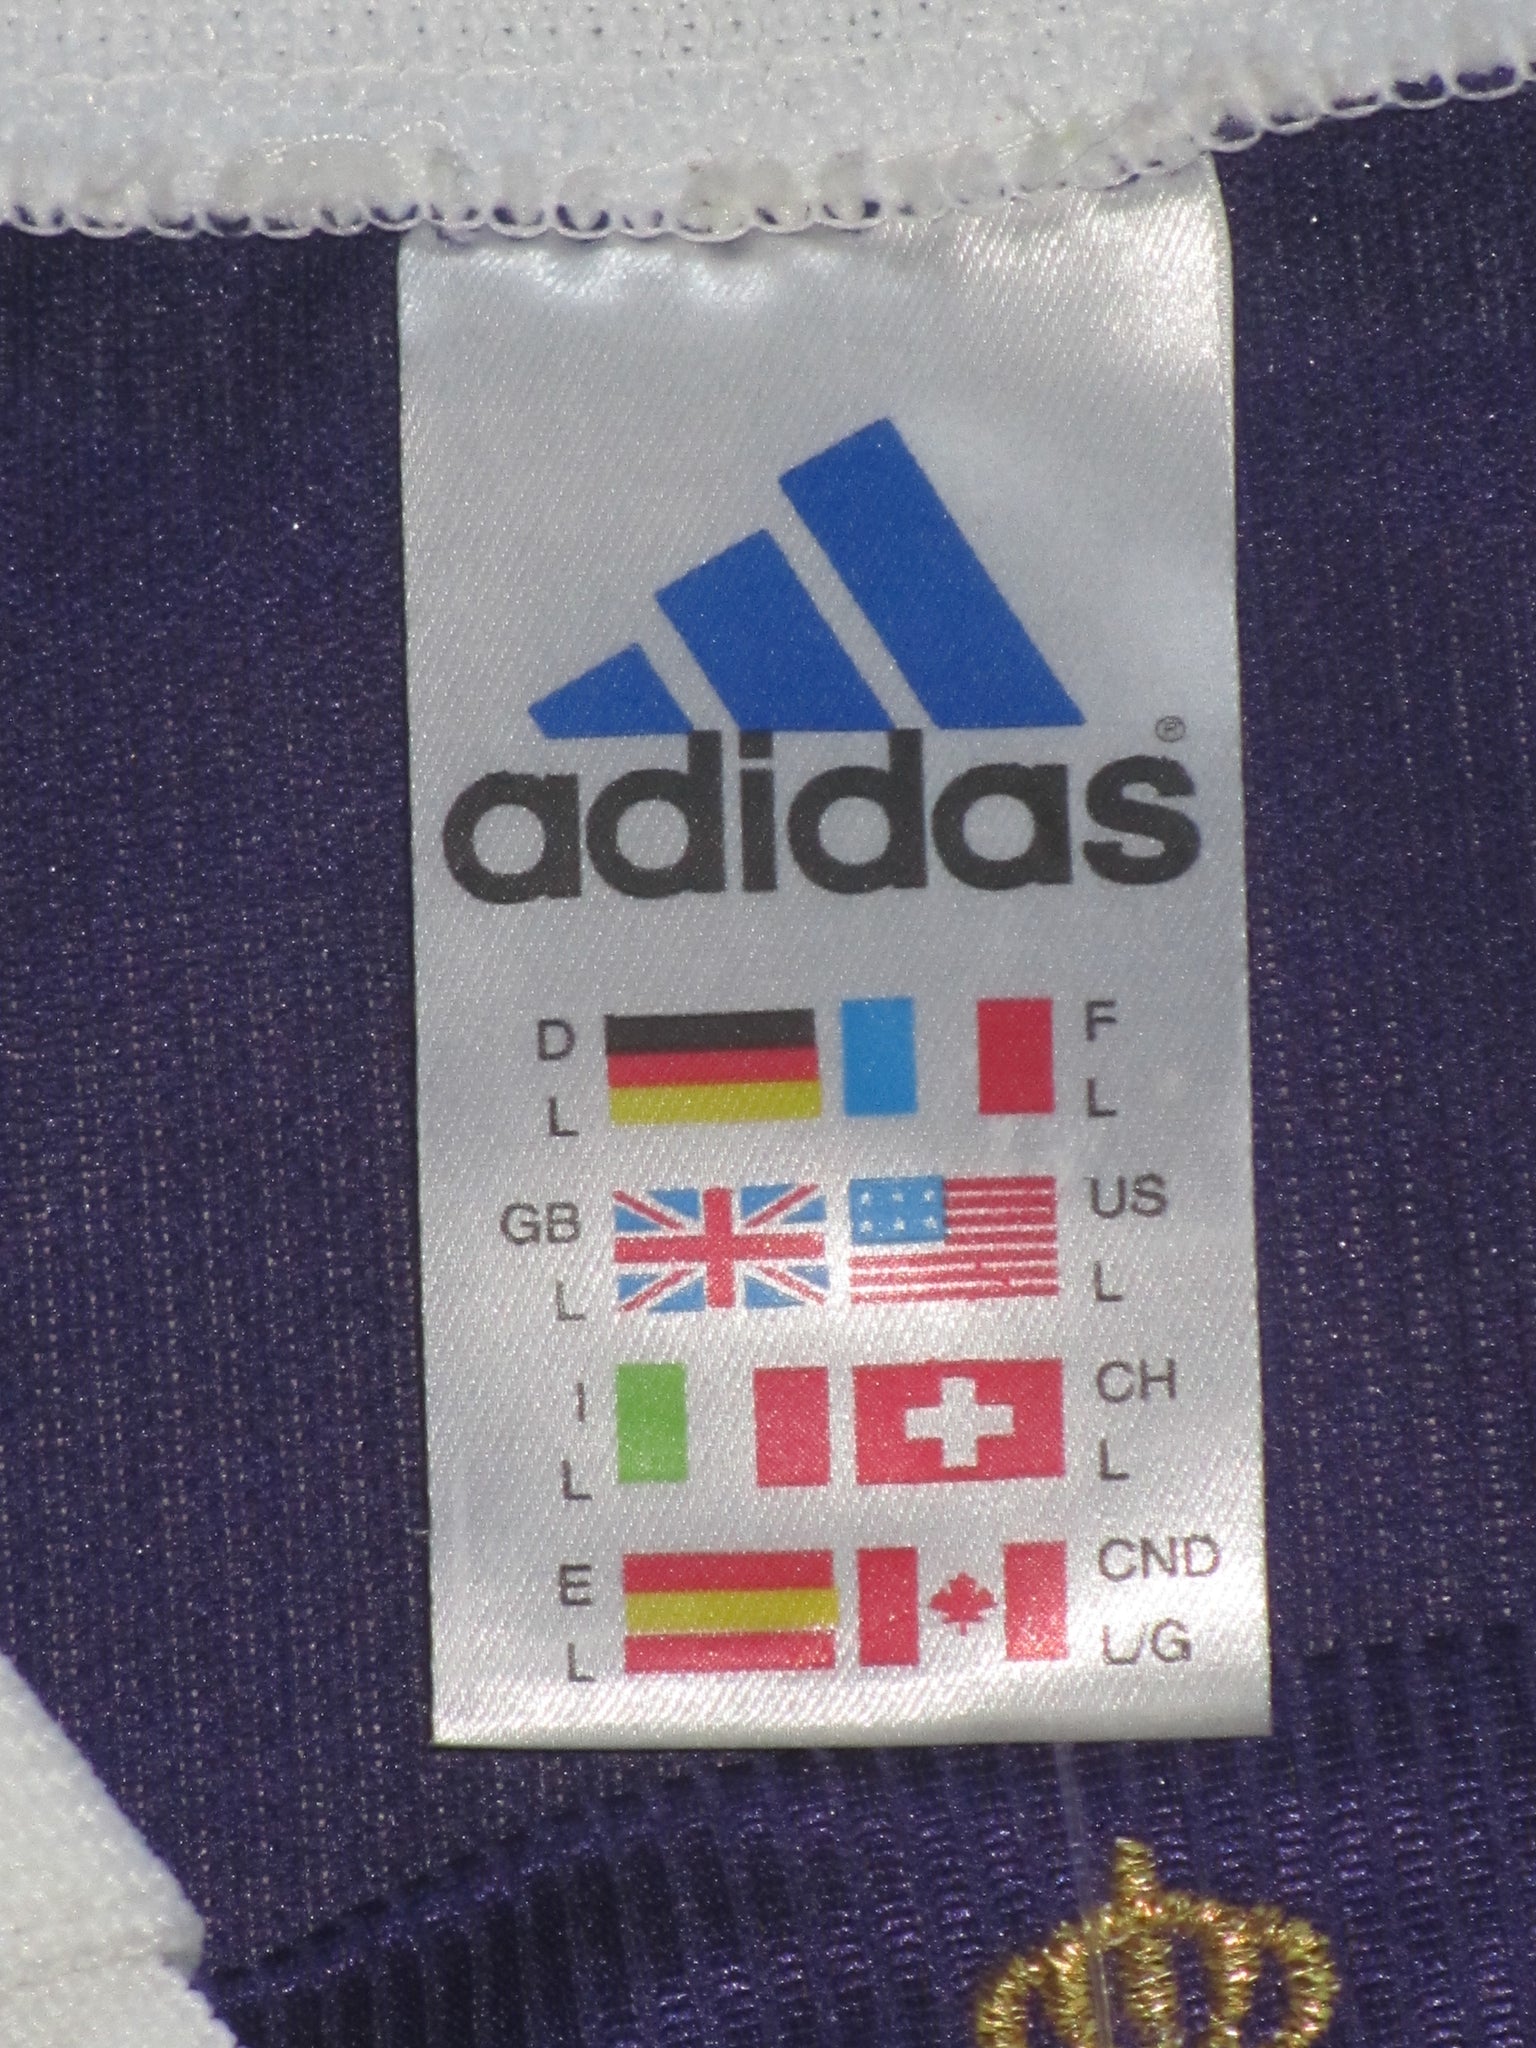 adidas®
D F
L L
GB US
L L
I CH
L L
E CND
L L/G